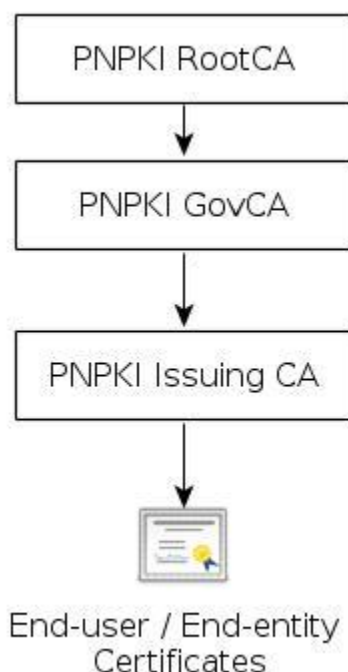 PNPKI RootCA
PNPKI GovCA
PNPKI Issuing CA
End-user / End-entity
Certificates